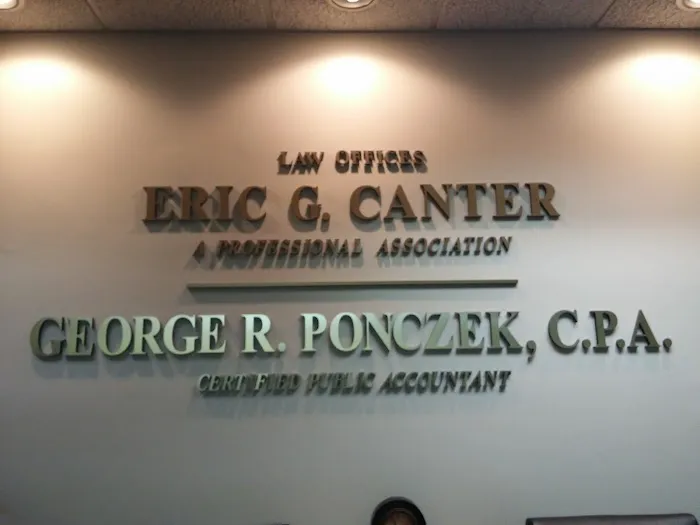 LAW OFFICES
ERIC G. CANTER
A PROFESSIONAL ASSOCIATION
GEORGE R. PONCZEK, C.P.A.
CERTIFIED PUBLIC ACCOUNTANT